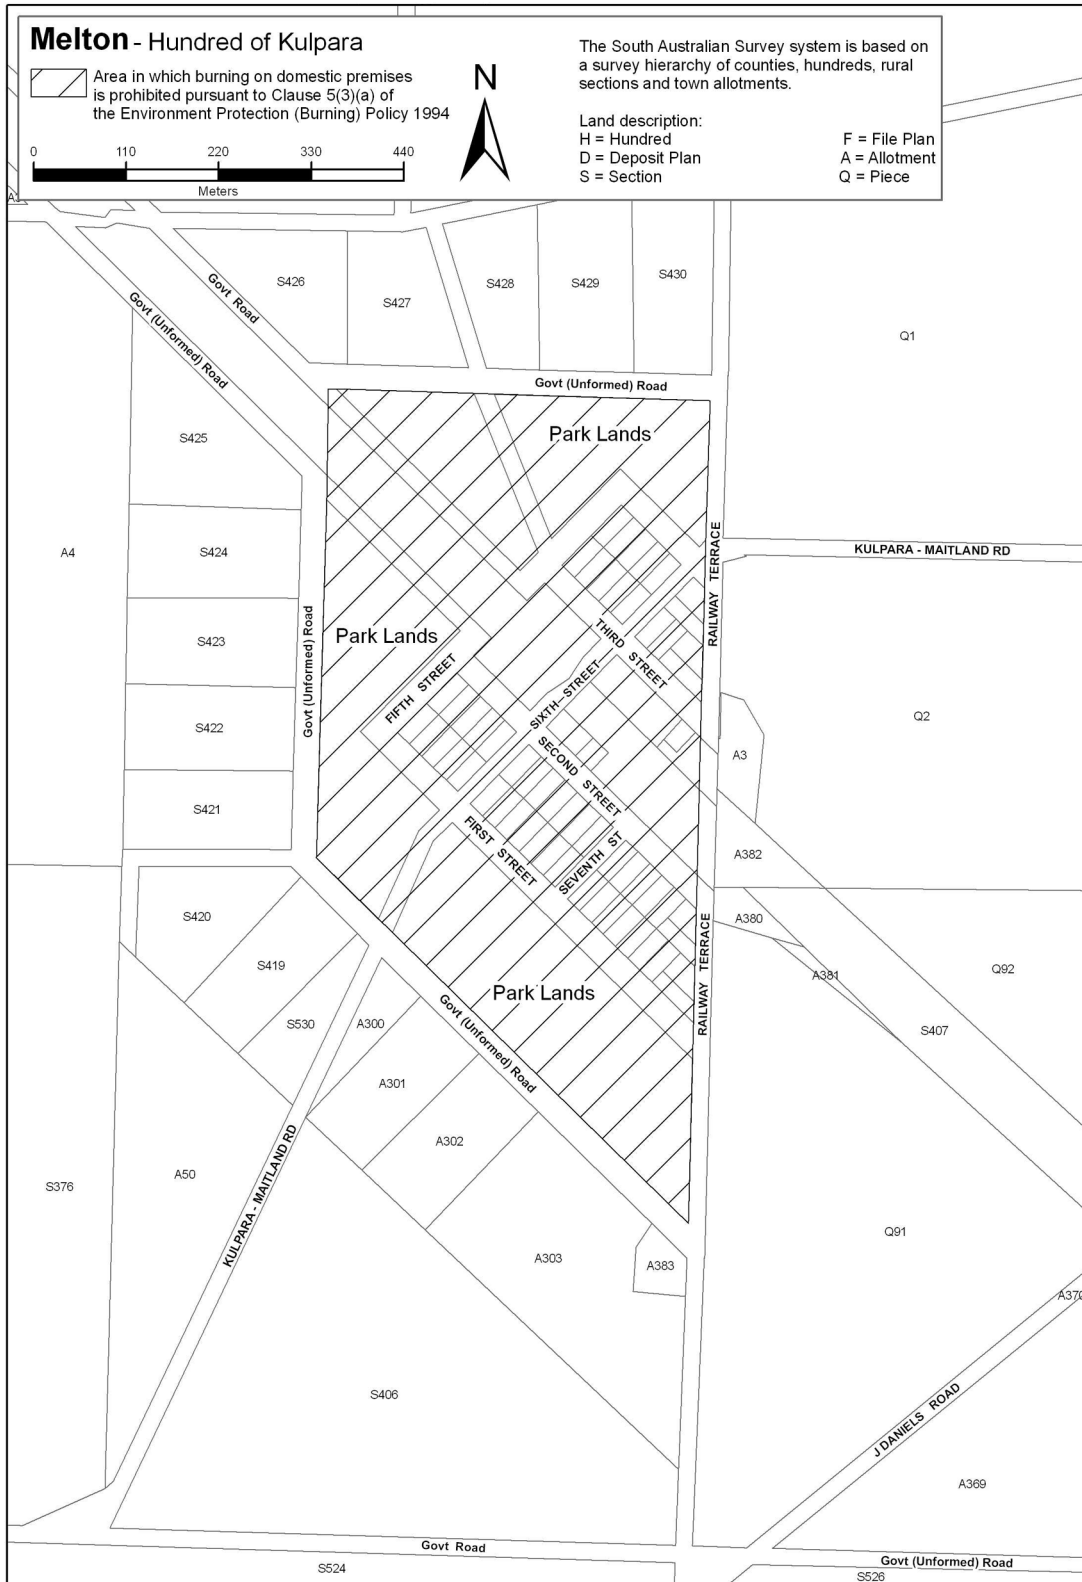 Melton - Hundred of Kulpara
Area in which burning on domestic premises
is prohibited pursuant to Clause 5(3)(a) of
the Environment Protection (Burning) Policy 1994
0 110 220 330 440
Meters
N
The South Australian Survey system is based on
a survey hierarchy of counties, hundreds, rural
sections and town allotments.
Land description:
H = Hundred
D = Deposit Plan
S = Section
F = File Plan
A = Allotment
Q = Piece
S426
S427
S428
S429
S430
Q1
Govt Road
Govt (Unformed) Road
Govt (Unformed) Road
Park Lands
S425
A4
S424
S423
S422
S421
Govt (Unformed) Road
Park Lands
RAILWAY TERRACE
KULPARA - MAITLAND RD
THIRD STREET
FIFTH STREET
SIXTH STREET
SECOND STREET
FIRST STREET
SEVENTH ST
Q2
A3
A382
A380
A381
Q92
S407
RAILWAY TERRACE
S420
S419
S530
A300
A301
A302
A303
A383
Park Lands
Govt (Unformed) Road
KULPARA - MAITLAND RD
S376
A50
Q91
A370
S406
J DANIELS ROAD
A369
Govt Road
Govt (Unformed) Road
S524
S526